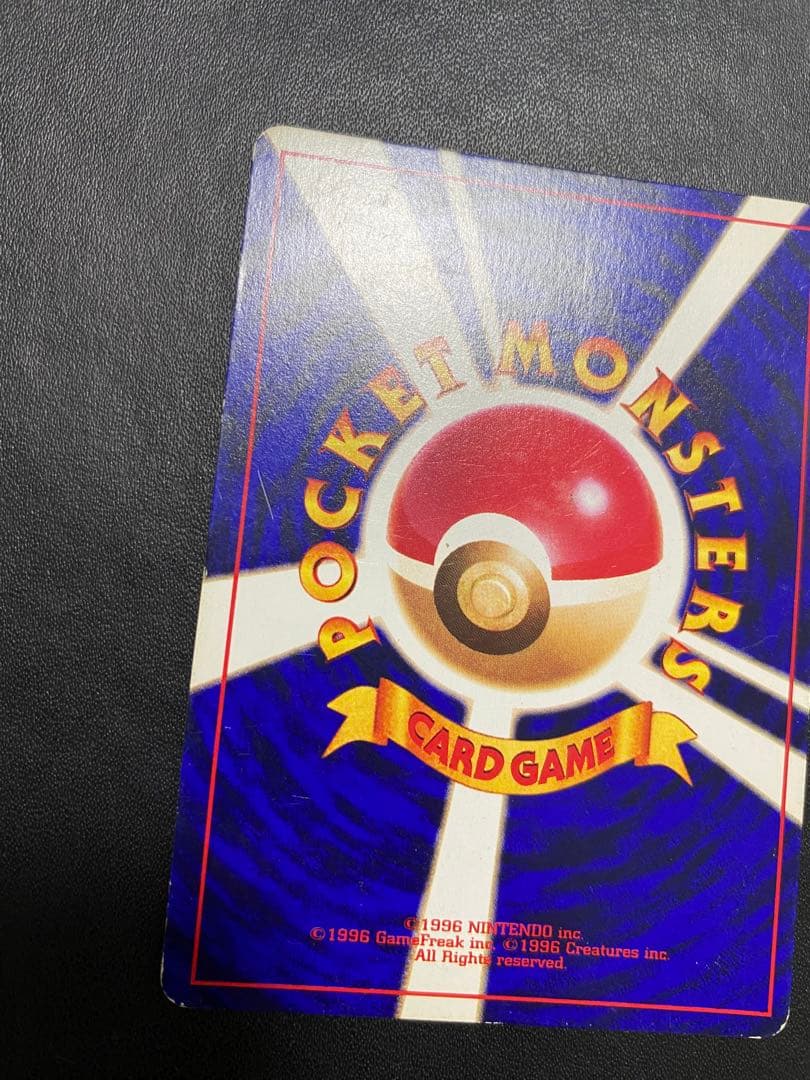 POCKET MONSTERS
CARD GAME
©1996 NINTENDO inc.
©1996 GameFreak inc. ©1996 Creatures inc.
All Rights reserved.